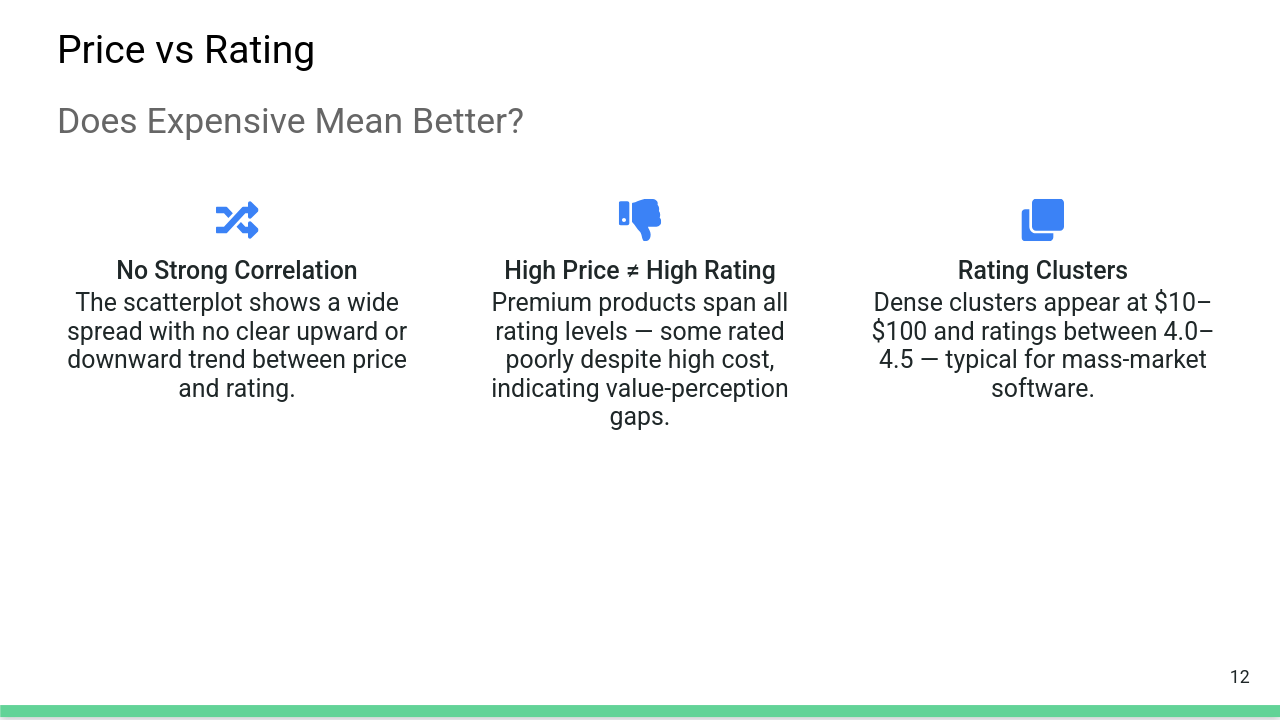 Price vs Rating
Does Expensive Mean Better?
No Strong Correlation
The scatterplot shows a wide
spread with no clear upward or
downward trend between price
and rating.
High Price ≠ High Rating
Premium products span all
rating levels — some rated
poorly despite high cost,
indicating value-perception
gaps.
Rating Clusters
Dense clusters appear at $10–
$100 and ratings between 4.0–
4.5 — typical for mass-market
software.
12